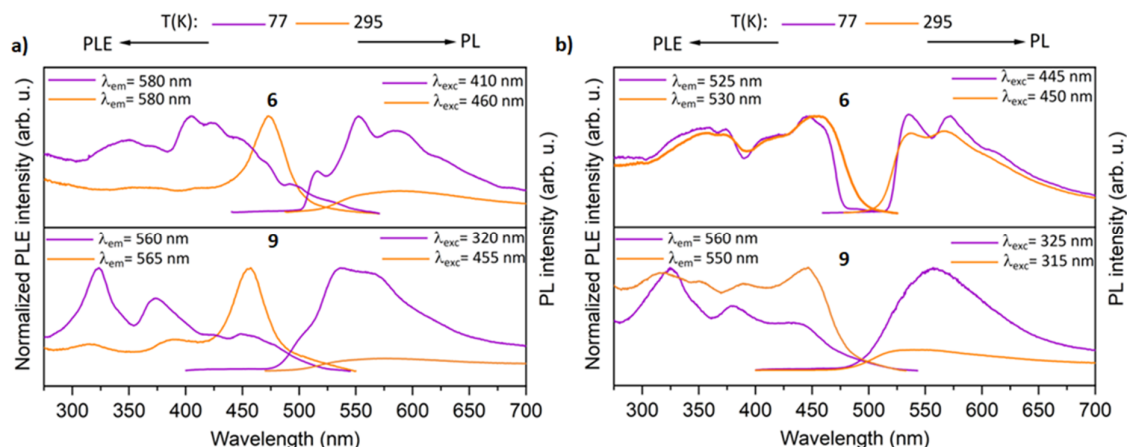 T(K): 77 295
a) PLE PL
λem= 580 nm
λem= 580 nm
6
λexc= 410 nm
λexc= 460 nm
λem= 560 nm
λem= 565 nm
9
λexc= 320 nm
λexc= 455 nm
Normalized PLE intensity (arb. u.)
PL intensity (arb. u.)
275 300 350 400 450 500 550 600 650 700
Wavelength (nm)
T(K): 77 295
b) PLE PL
λem= 525 nm
λem= 530 nm
6
λexc= 445 nm
λexc= 450 nm
λem= 560 nm
λem= 550 nm
9
λexc= 325 nm
λexc= 315 nm
Normalized PLE intensity (arb. u.)
PL intensity (arb. u.)
300 350 400 450 500 550 600 650 700
Wavelength (nm)